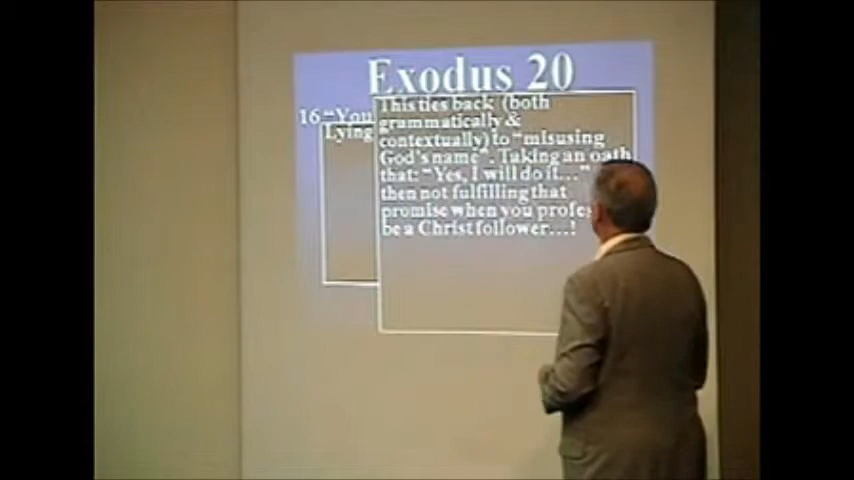 Exodus 20
16 "You
Lying
This ties back (both
grammatically &
contextually) to "misusing
God's name". Taking an oath
that: "Yes, I will do it…"
then not fulfilling that
promise when you profes
be a Christ follower…!